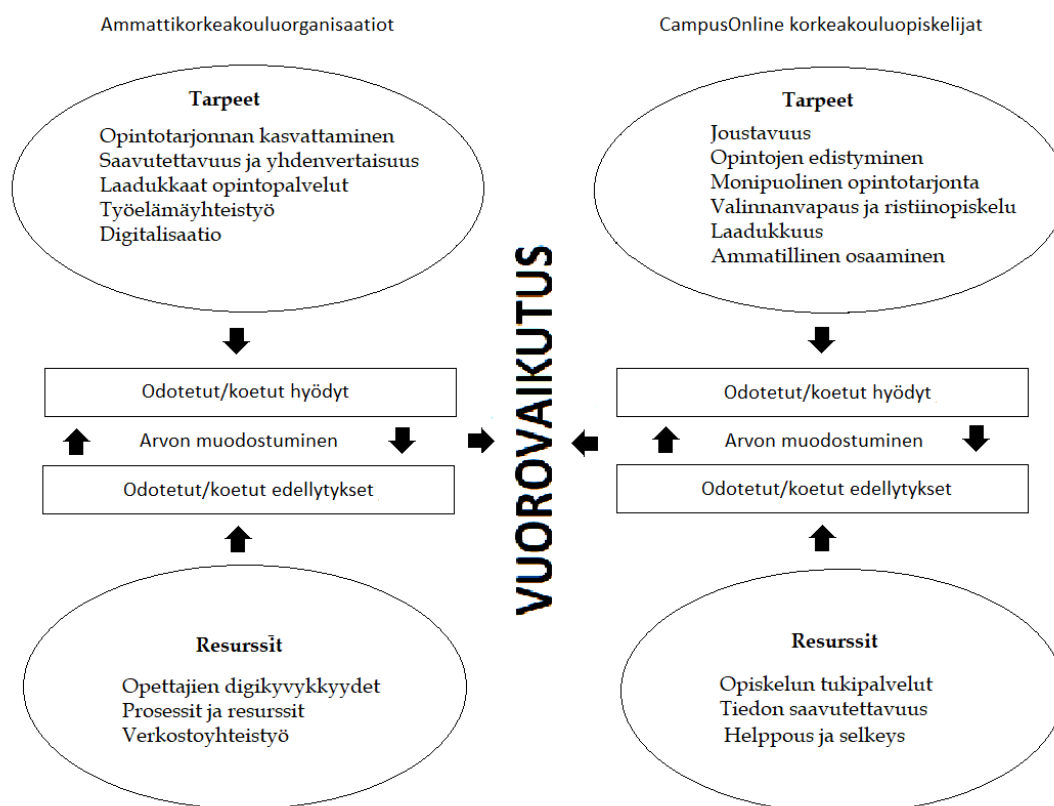 Ammattikorkeakouluorganisaatiot
Tarpeet
Opintotarjonnan kasvattaminen
Saavutettavuus ja yhdenvertaisuus
Laadukkaat opintopalvelut
Työelämäyhteistyö
Digitalisaatio
Odotetut/koetut hyödyt
Arvon muodostuminen
Odotetut/koetut edellytykset
Resurssit
Opettajien digikyvykkyydet
Prosessit ja resurssit
Verkostoyhteistyö
VUOROVAIKUTUS
CampusOnline korkeakouluopiskelijat
Tarpeet
Joustavuus
Opintojen edistyminen
Monipuolinen opintotarjonta
Valinnanvapaus ja ristiinopiskelu
Laadukkuus
Ammatillinen osaaminen
Odotetut/koetut hyödyt
Arvon muodostuminen
Odotetut/koetut edellytykset
Resurssit
Opiskelun tukipalvelut
Tiedon saavutettavuus
Helppous ja selkeys